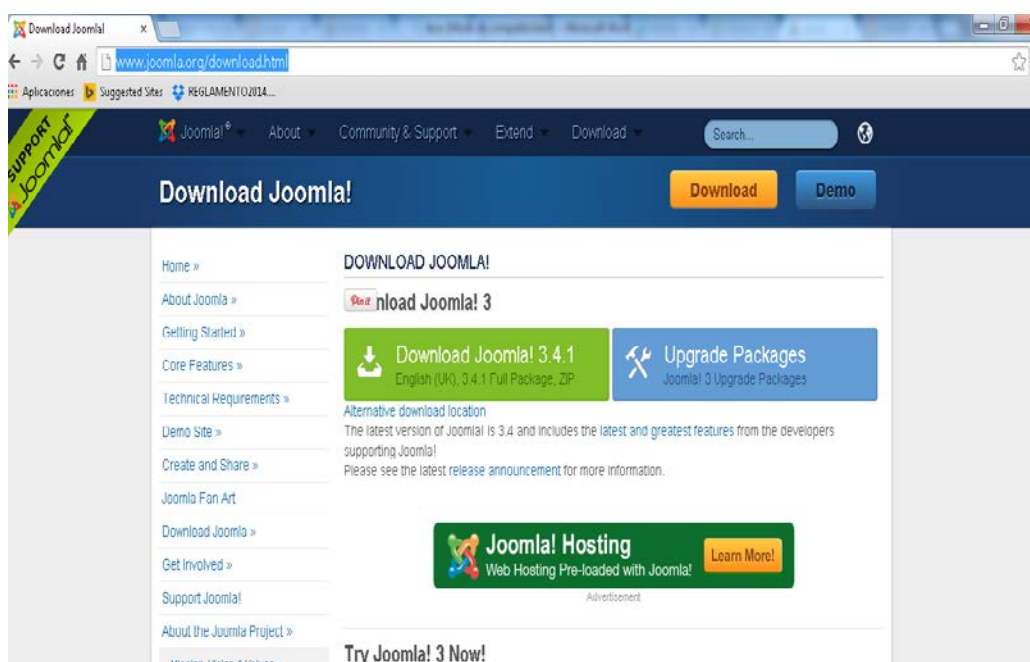 Download Joomla!
www.joomla.org/download.html
Aplicaciones
Suggested Sites
REGLAMENTO2014....
SUPPORT
Joomla!
Joomla!®
About
Community & Support
Extend
Download
Search...
Download Joomla!
Download
Demo
Home »
About Joomla »
Getting Started »
Core Features »
Technical Requirements »
Demo Site »
Create and Share »
Joomla Fan Art
Download Joomla »
Get Involved »
Support Joomla!
About the Joomla Project »
DOWNLOAD JOOMLA!
Pin it nload Joomla! 3
Download Joomla! 3.4.1
English (UK), 3.4.1 Full Package, ZIP
Upgrade Packages
Joomla! 3 Upgrade Packages
Alternative download location
The latest version of Joomla! is 3.4 and includes the latest and greatest features from the developers
supporting Joomla!
Please see the latest release announcement for more information.
Joomla! Hosting
Web Hosting Pre-loaded with Joomla!
Learn More!
Advertisement
Try Joomla! 3 Now!